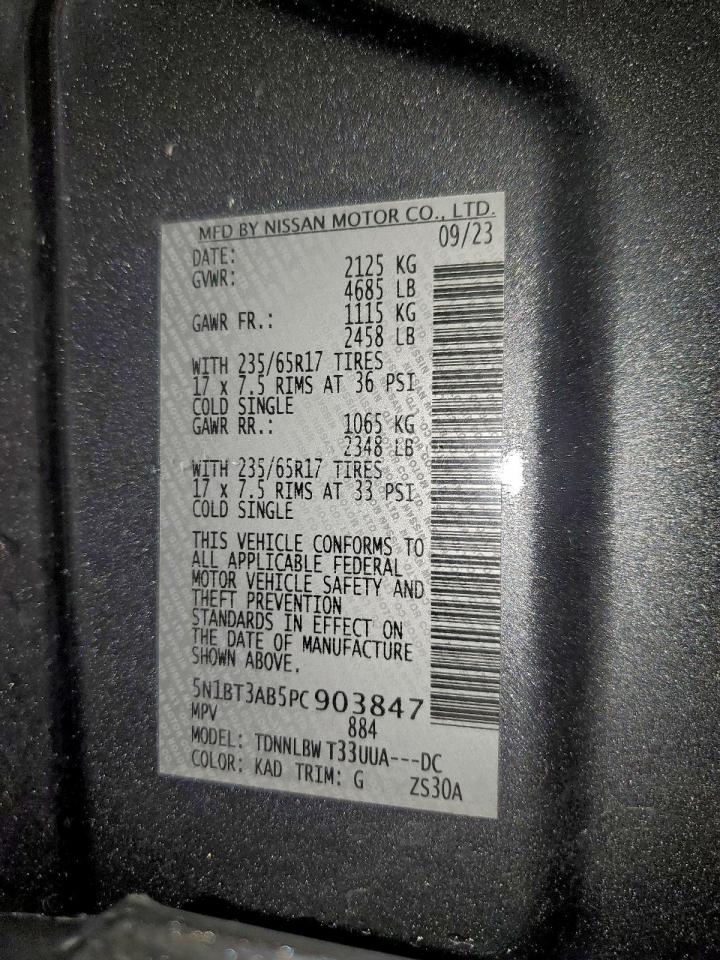 MFD BY NISSAN MOTOR CO., LTD.
DATE: 09/23
GVWR: 2125 KG
4685 LB
GAWR FR.: 1115 KG
2458 LB
WITH 235/65R17 TIRES
17 x 7.5 RIMS AT 36 PSI
COLD SINGLE
GAWR RR.: 1065 KG
2348 LB
WITH 235/65R17 TIRES
17 x 7.5 RIMS AT 33 PSI
COLD SINGLE
THIS VEHICLE CONFORMS TO
ALL APPLICABLE FEDERAL
MOTOR VEHICLE SAFETY AND
THEFT PREVENTION
STANDARDS IN EFFECT ON
THE DATE OF MANUFACTURE
SHOWN ABOVE.
5N1BT3AB5PC903847
MPV 884
MODEL: TDNNLBW T33UUA---DC
COLOR: KAD TRIM: G ZS30A